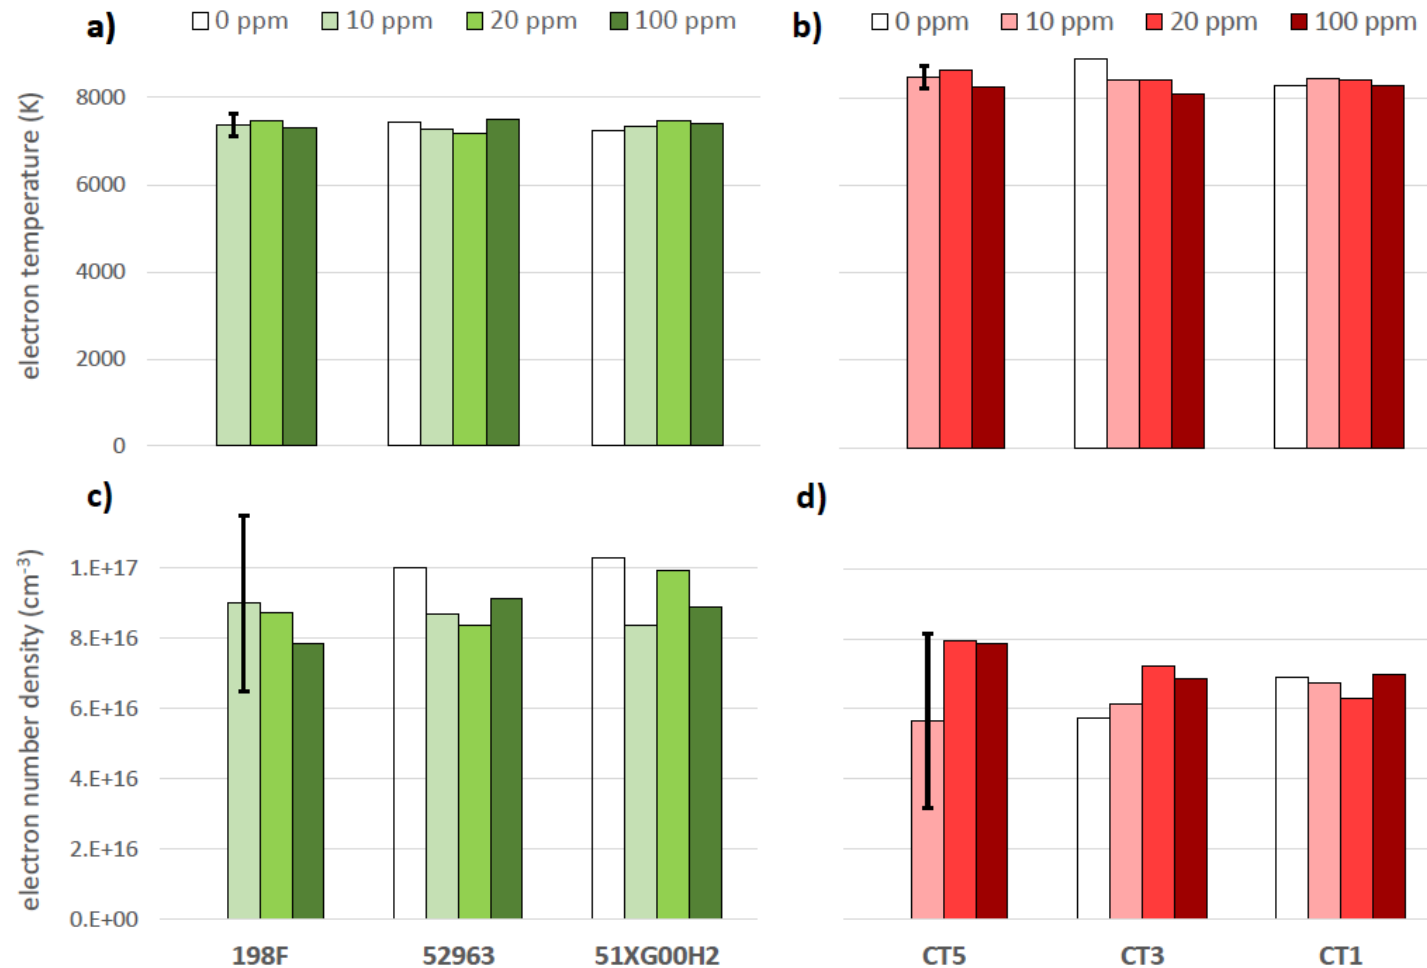 a) 0 ppm 10 ppm 20 ppm 100 ppm
b) 0 ppm 10 ppm 20 ppm 100 ppm
electron temperature (K)
8000
6000
4000
2000
0
c)
d)
electron number density (cm-3)
1.E+17
8.E+16
6.E+16
4.E+16
2.E+16
0.E+00
198F 52963 51XG00H2
CT5 CT3 CT1